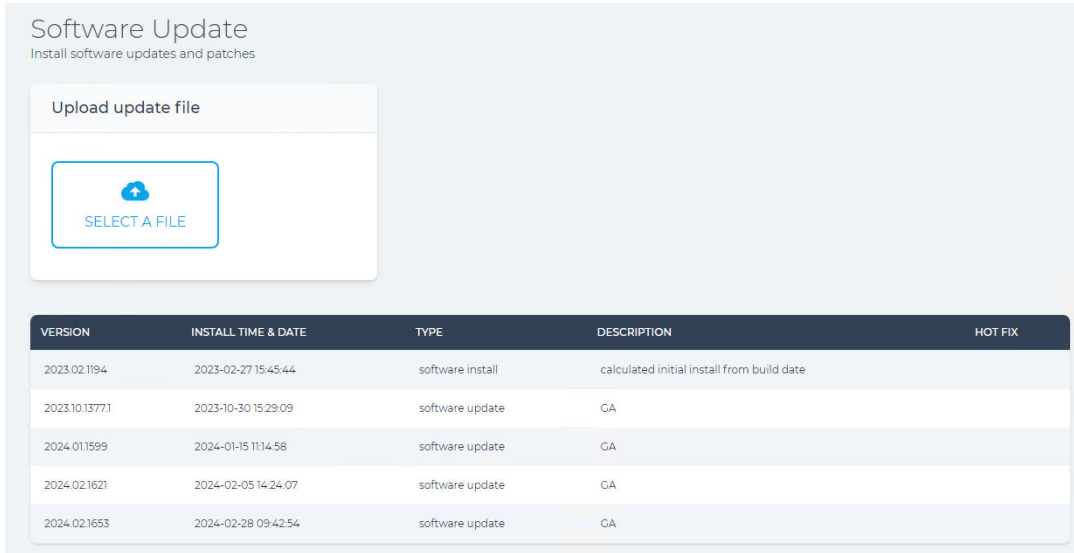 Software Update
Install software updates and patches
Upload update file
SELECT A FILE
VERSION INSTALL TIME & DATE TYPE DESCRIPTION HOT FIX
2023.02.1194 2023-02-27 15:45:44 software install calculated initial install from build date
2023.10.1377.1 2023-10-30 15:29:09 software update GA
2024.01.1599 2024-01-15 11:14:58 software update GA
2024.02.1621 2024-02-05 14:24:07 software update GA
2024.02.1653 2024-02-28 09:42:54 software update GA